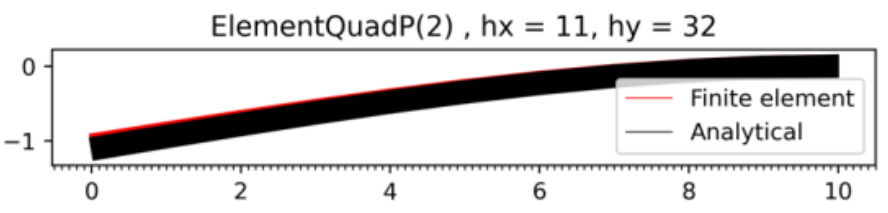 ElementQuadP(2) , hx = 11, hy = 32
0
−1
Finite element
Analytical
0 2 4 6 8 10